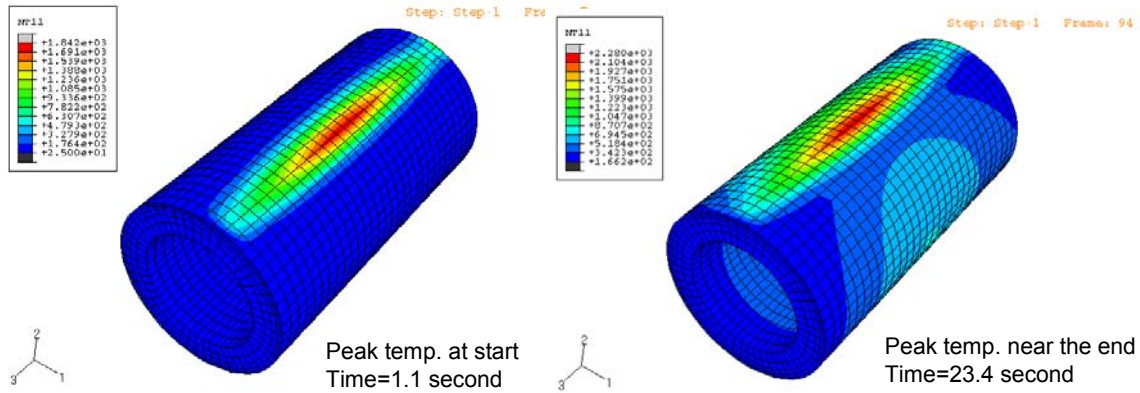 Step: Step-1 Fr
NT11
+1.842e+03
+1.691e+03
+1.539e+03
+1.388e+03
+1.236e+03
+1.085e+03
+9.336e+02
+7.822e+02
+6.307e+02
+4.793e+02
+3.279e+02
+1.764e+02
+2.500e+01
2
3
1
Peak temp. at start
Time=1.1 second
Step: Step-1 Frame: 94
NT11
+2.280e+03
+2.104e+03
+1.927e+03
+1.751e+03
+1.575e+03
+1.399e+03
+1.223e+03
+1.047e+03
+8.707e+02
+6.945e+02
+5.184e+02
+3.423e+02
+1.662e+02
2
3
1
Peak temp. near the end
Time=23.4 second